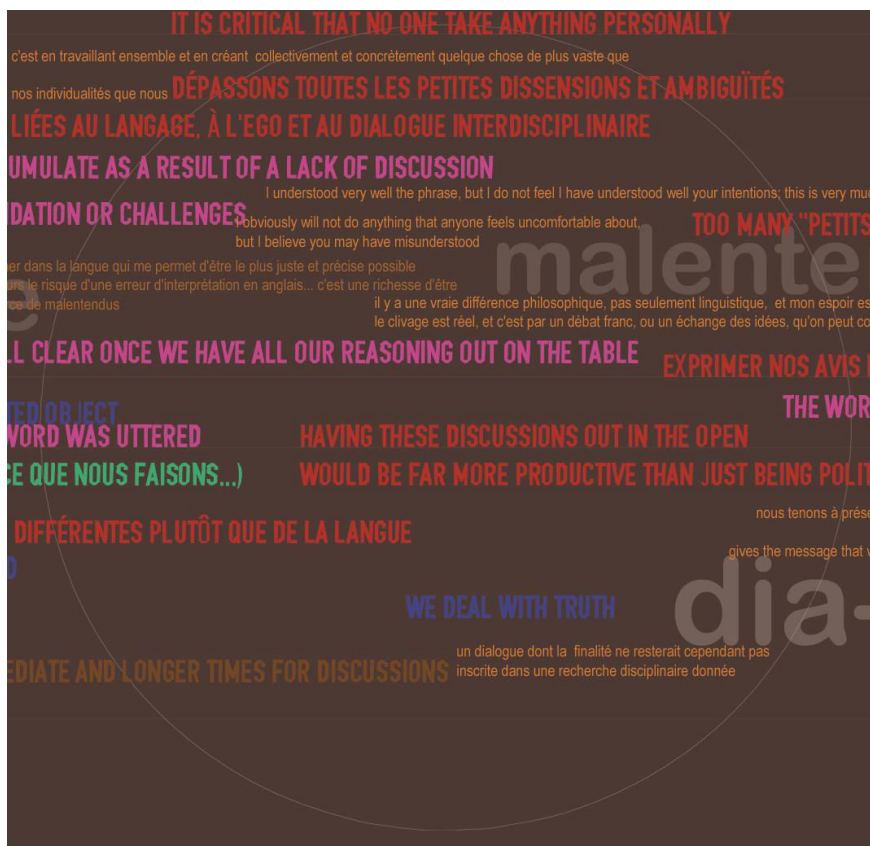 IT IS CRITICAL THAT NO ONE TAKE ANYTHING PERSONALLY
c'est en travaillant ensemble et en créant collectivement et concrètement quelque chose de plus vaste que
nos individualités que nous DÉPASSONS TOUTES LES PETITES DISSENSIONS ET AMBIGUÏTÉS
LIÉES AU LANGAGE, À L'EGO ET AU DIALOGUE INTERDISCIPLINAIRE
UMULATE AS A RESULT OF A LACK OF DISCUSSION
I understood very well the phrase, but I do not feel I have understood well your intentions; this is very muc
DATION OR CHALLENGES
I obviously will not do anything that anyone feels uncomfortable about,
but I believe you may have misunderstood
TOO MANY "PETITS
malente
er dans la langue qui me permet d'être le plus juste et précise possible
urs le risque d'une erreur d'interprétation en anglais... c'est une richesse d'être
ce de malentendus
e
il y a une vraie différence philosophique, pas seulement linguistique, et mon espoir es
le clivage est réel, et c'est par un débat franc, ou un échange des idées, qu'on peut co
LL CLEAR ONCE WE HAVE ALL OUR REASONING OUT ON THE TABLE
EXPRIMER NOS AVIS
TED OBJECT
THE WOR
WORD WAS UTTERED
HAVING THESE DISCUSSIONS OUT IN THE OPEN
CE QUE NOUS FAISONS...)
WOULD BE FAR MORE PRODUCTIVE THAN JUST BEING POLIT
nous tenons à prése
DIFFÉRENTES PLUTÔT QUE DE LA LANGUE
gives the message that
WE DEAL WITH TRUTH
dia-
un dialogue dont la finalité ne resterait cependant pas
inscrite dans une recherche disciplinaire donnée
EDIATE AND LONGER TIMES FOR DISCUSSIONS